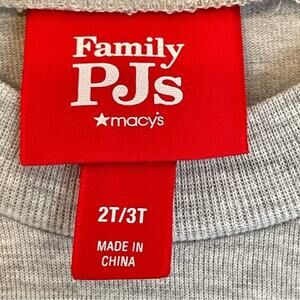 Family
PJs
★macy's
2T/3T
MADE IN
CHINA